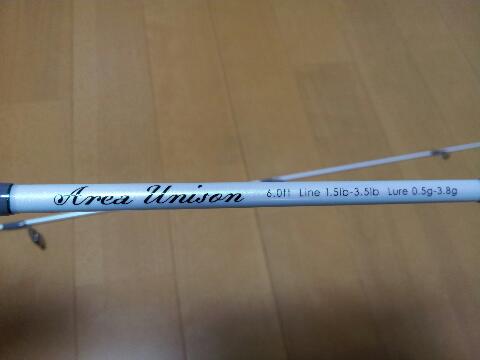 Area Unison 6.0ft Line 1.5lb-3.5lb Lure 0.5g-3.8g